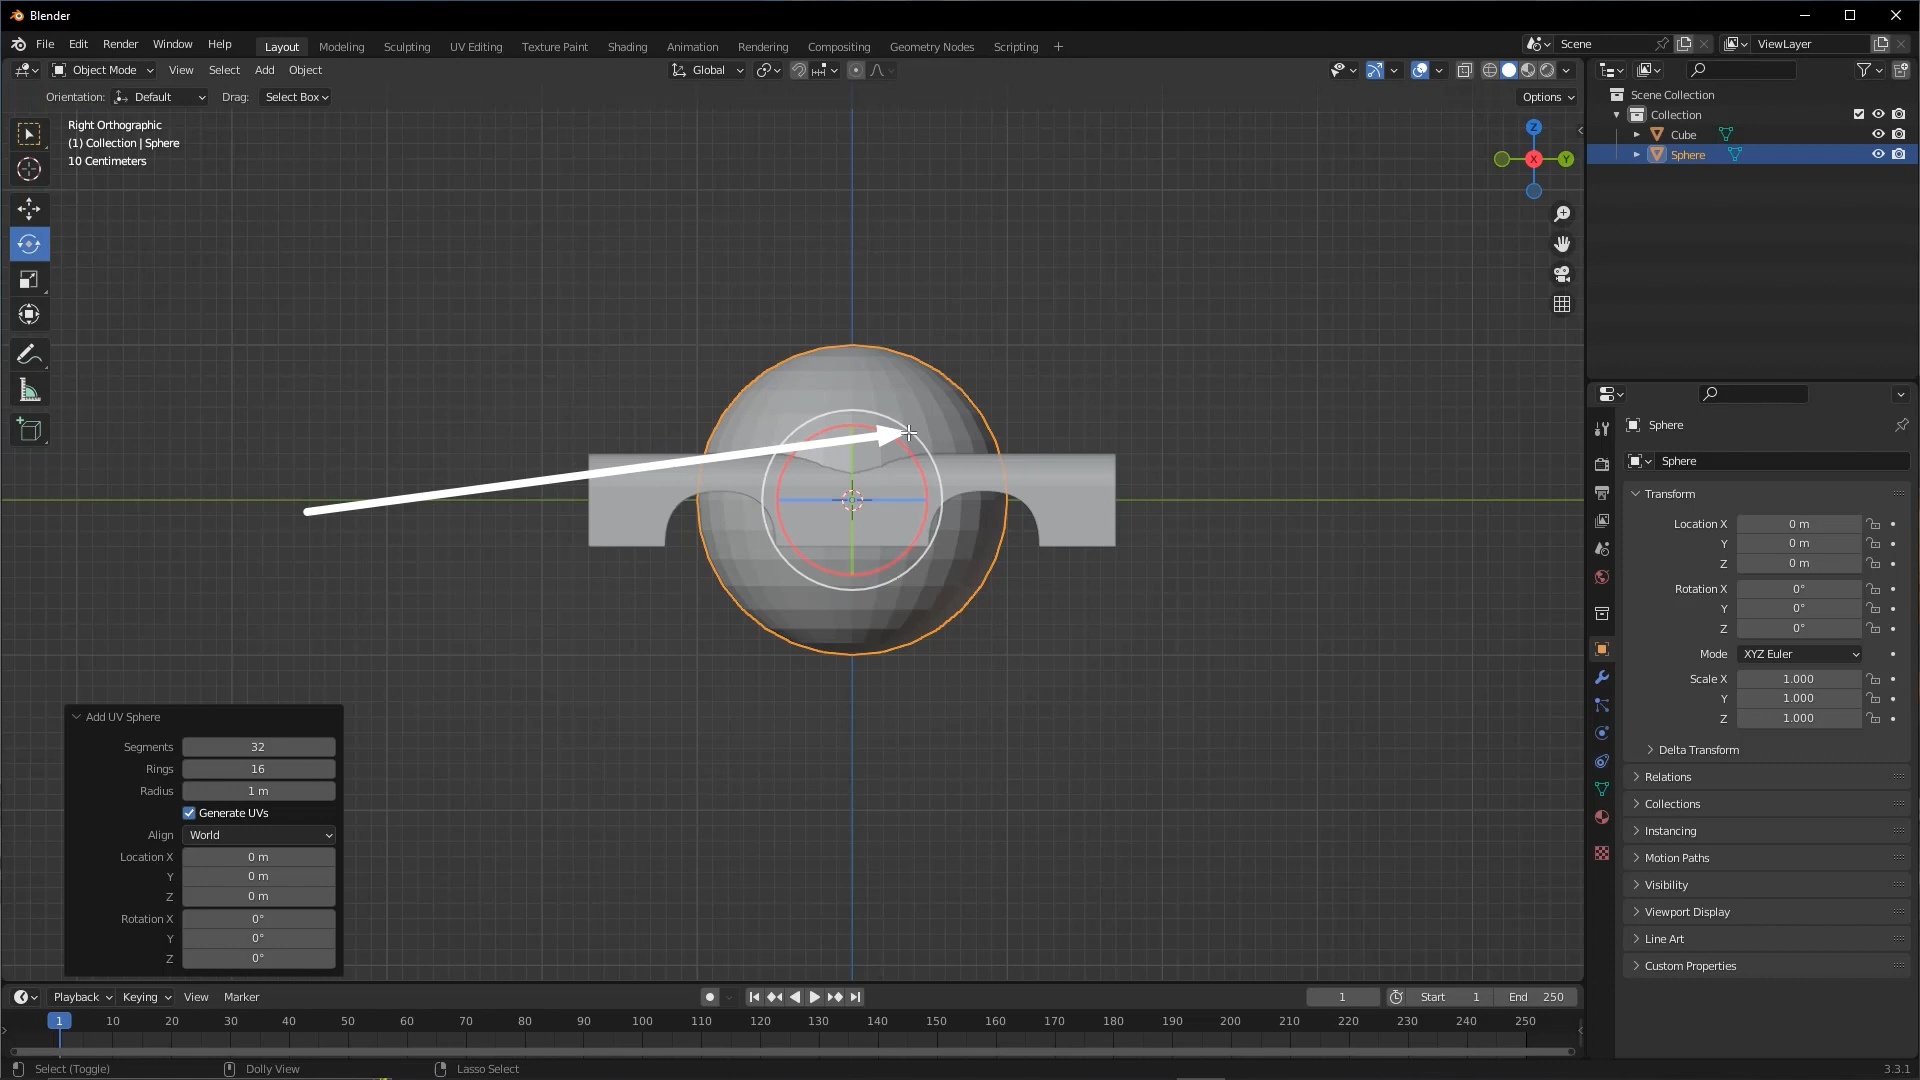 Blender
File Edit Render Window Help Layout Modeling Sculpting UV Editing Texture Paint Shading Animation Rendering Compositing Geometry Nodes Scripting + Scene ViewLayer
Object Mode View Select Add Object Global
Orientation: Default Drag: Select Box Options
Right Orthographic
(1) Collection | Sphere
10 Centimeters
Z
Y
X
Scene Collection
Collection
Cube
Sphere
Sphere
Sphere
Transform
Location X 0 m
Y 0 m
Z 0 m
Rotation X 0°
Y 0°
Z 0°
Mode XYZ Euler
Scale X 1.000
Y 1.000
Z 1.000
Delta Transform
Relations
Collections
Instancing
Motion Paths
Visibility
Viewport Display
Line Art
Custom Properties
Add UV Sphere
Segments 32
Rings 16
Radius 1 m
Generate UVs
Align World
Location X 0 m
Y 0 m
Z 0 m
Rotation X 0°
Y 0°
Z 0°
Playback Keying View Marker 1 Start 1 End 250
1 10 20 30 40 50 60 70 80 90 100 110 120 130 140 150 160 170 180 190 200 210 220 230 240 250
Select (Toggle) Dolly View Lasso Select 3.3.1